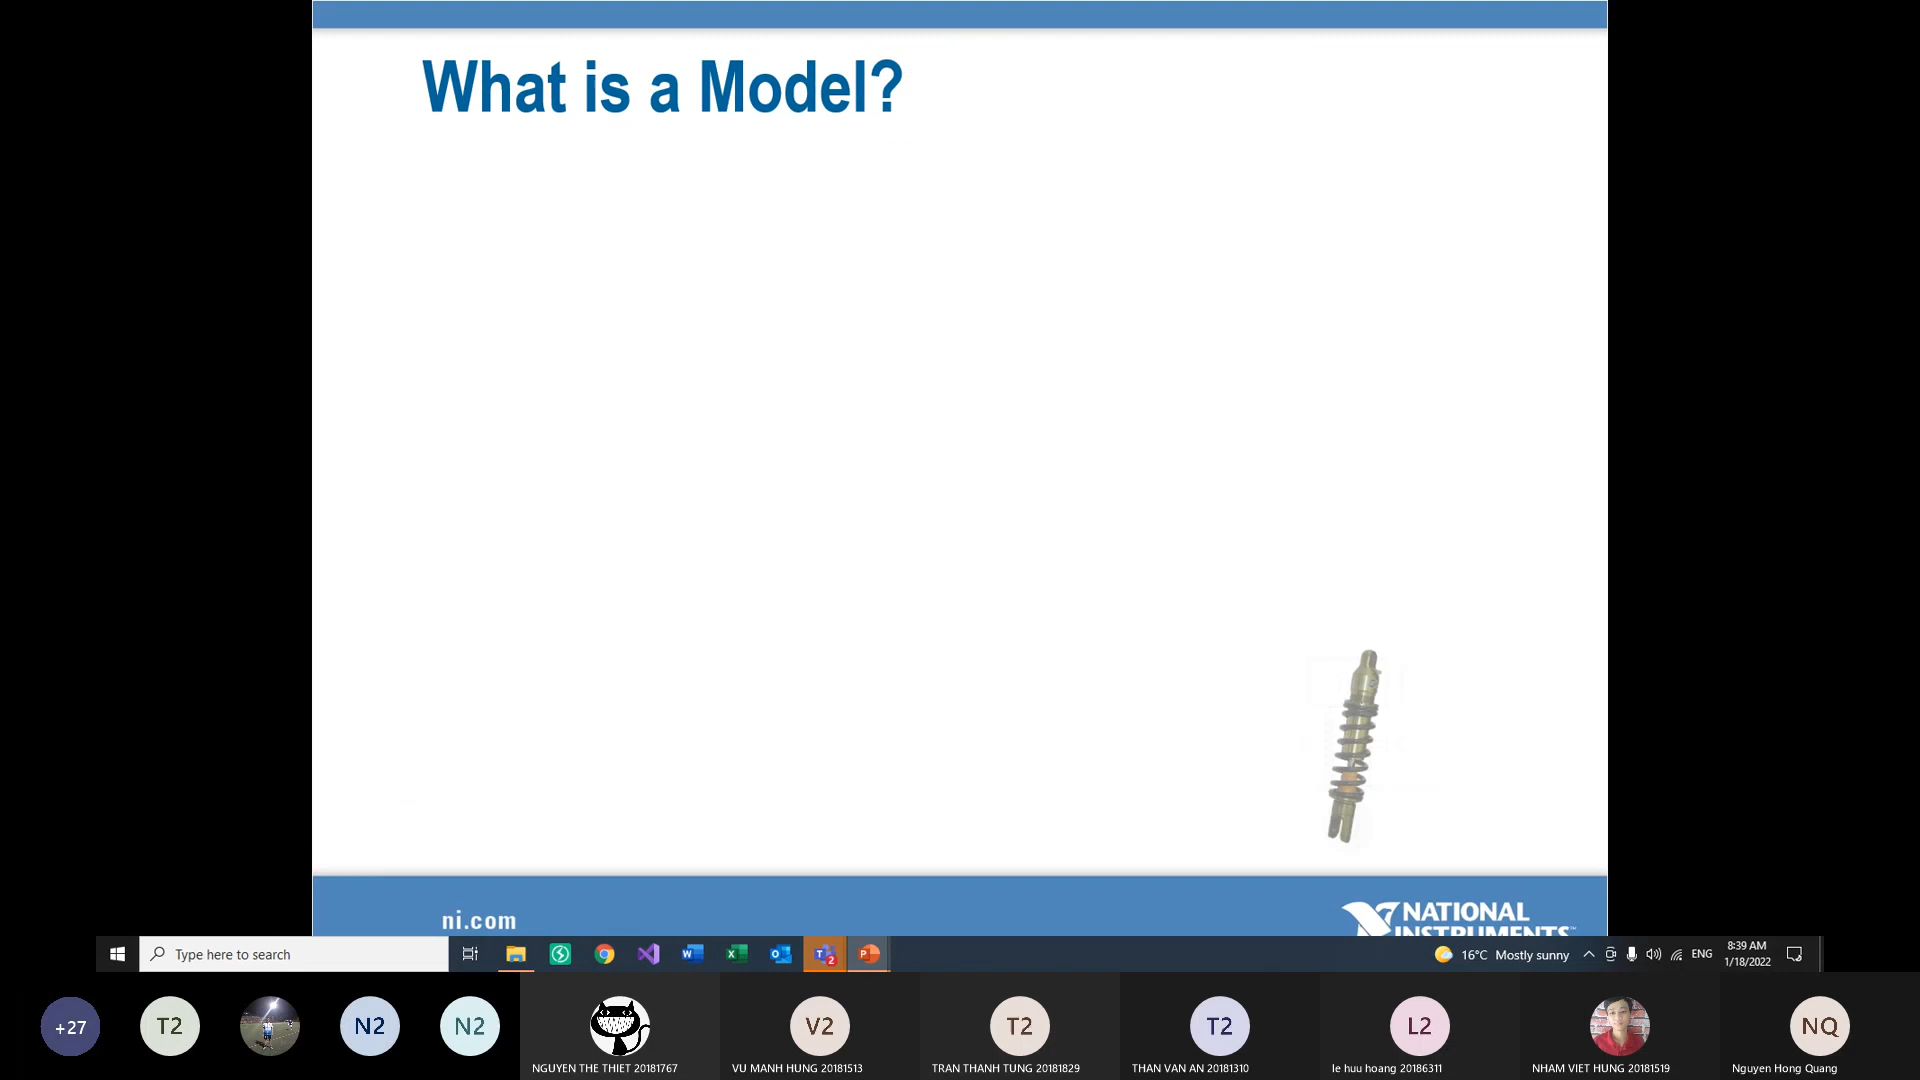 What is a Model?
ni.com
NATIONAL
INSTRUMENTS™
Type here to search
2
16°C Mostly sunny
ENG
8:39 AM
1/18/2022
+27
T2
N2
N2
V2
T2
T2
L2
NQ
NGUYEN THE THIET 20181767
VU MANH HUNG 20181513
TRAN THANH TUNG 20181829
THAN VAN AN 20181310
le huu hoang 20186311
NHAM VIET HUNG 20181519
Nguyen Hong Quang